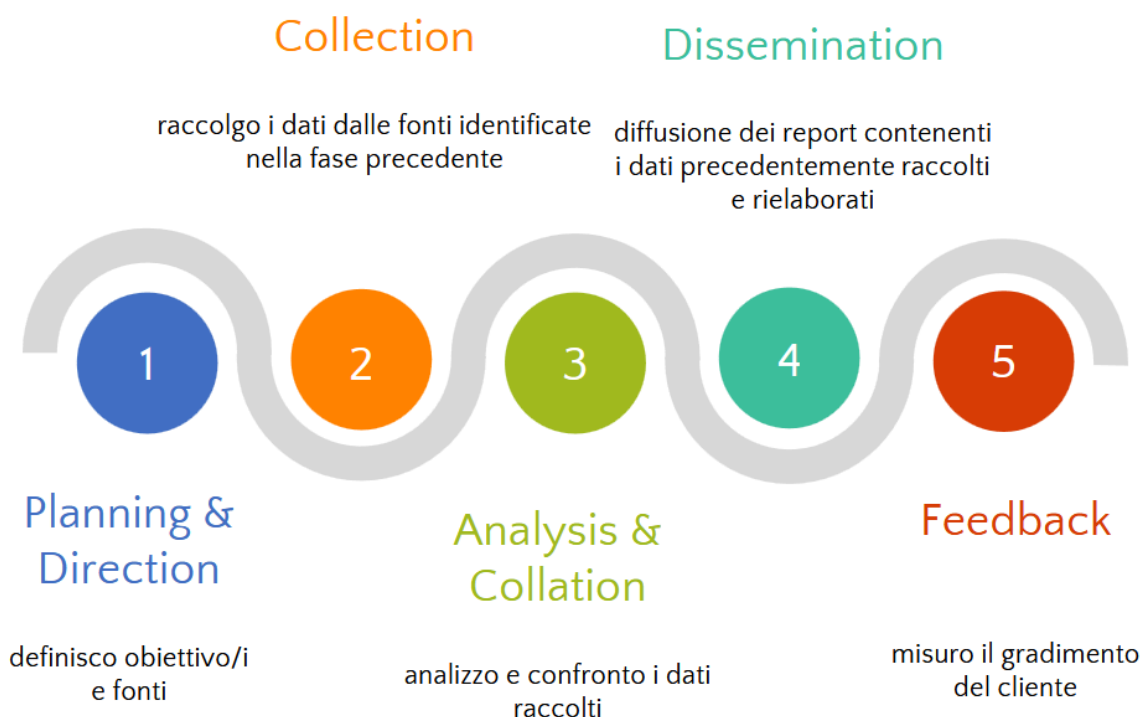 Collection
raccolgo i dati dalle fonti identificate
nella fase precedente
Dissemination
diffusione dei report contenenti
i dati precedentemente raccolti
e rielaborati
1
2
3
4
5
Planning &
Direction
definisco obiettivo/i
e fonti
Analysis &
Collation
analizzo e confronto i dati
raccolti
Feedback
misuro il gradimento
del cliente